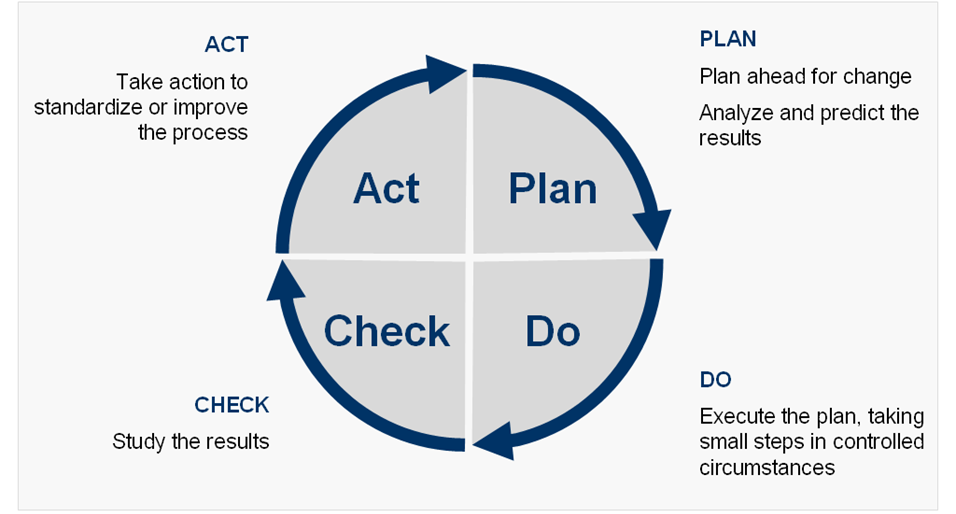 ACT
Take action to
standardize or improve
the process
PLAN
Plan ahead for change
Analyze and predict the
results
Act
Plan
Check
Do
CHECK
Study the results
DO
Execute the plan, taking
small steps in controlled
circumstances